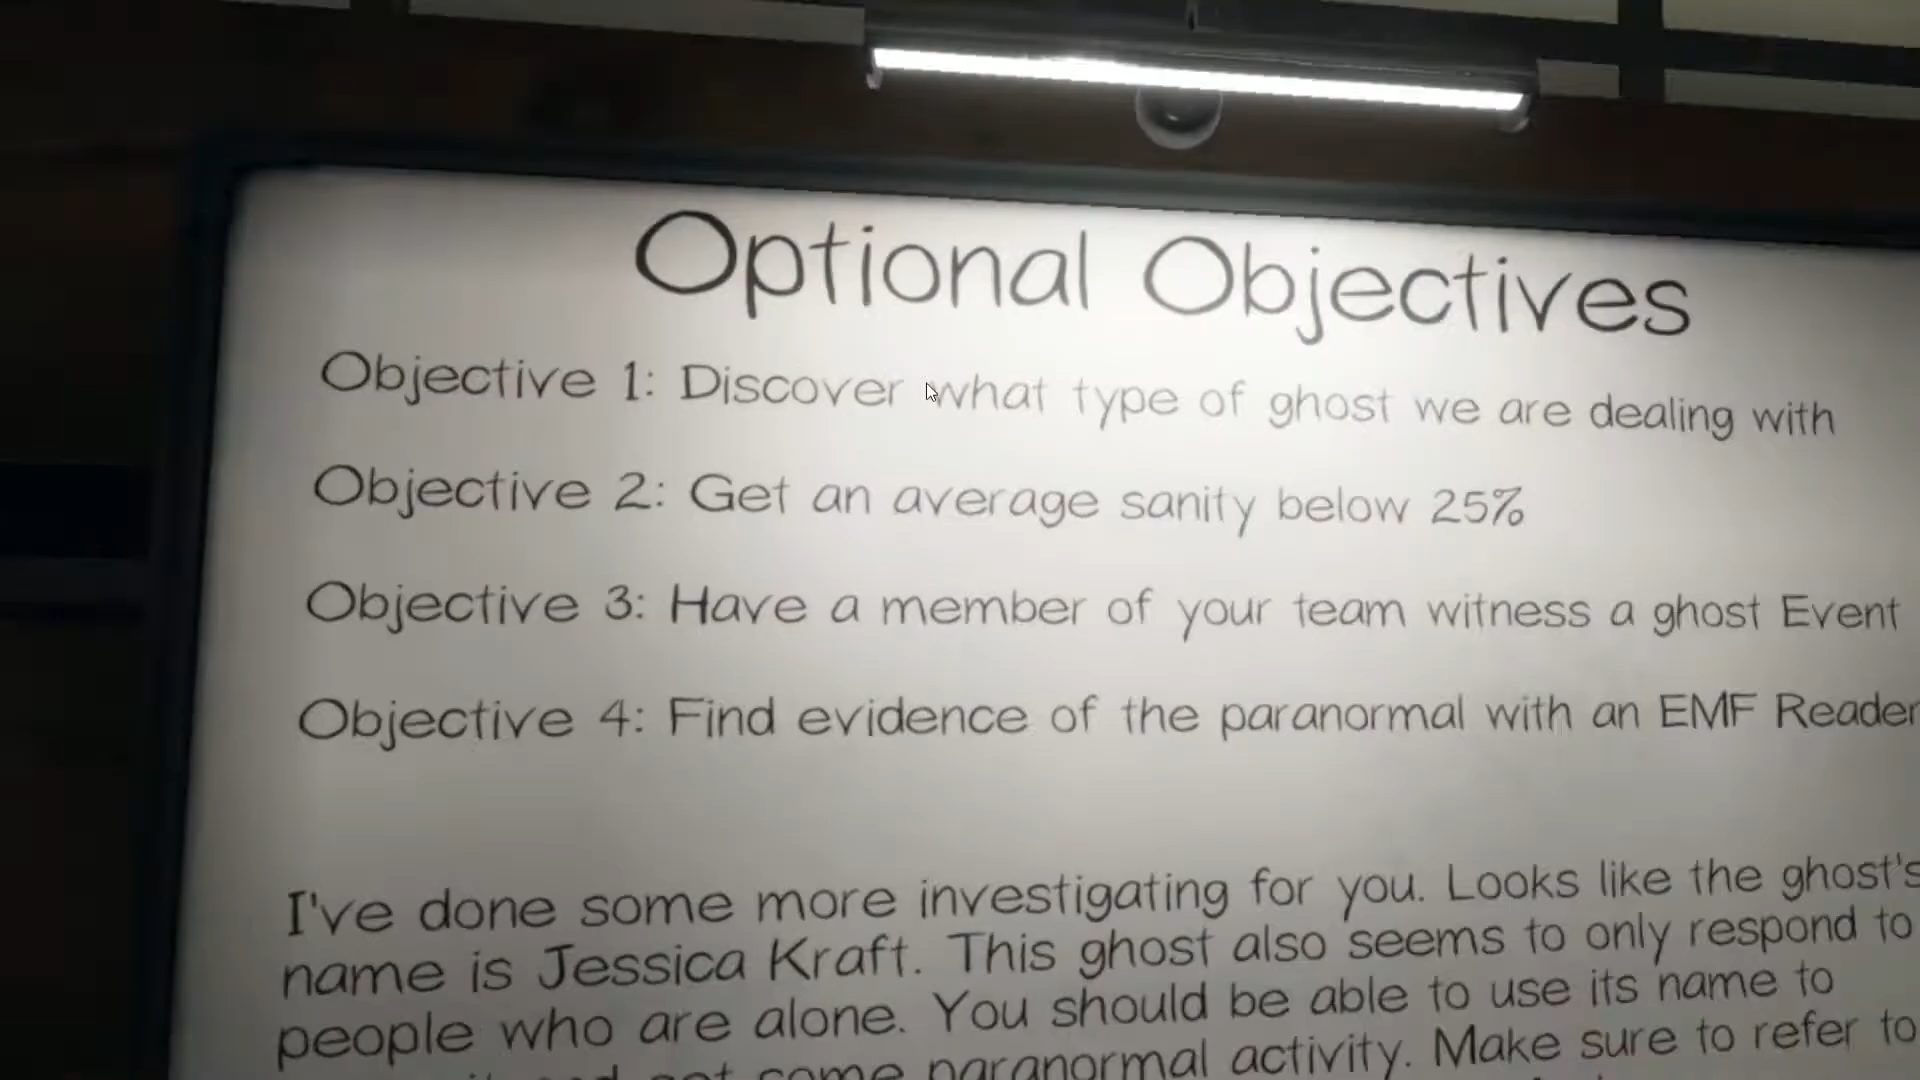 Optional Objectives
Objective 1: Discover what type of ghost we are dealing with
Objective 2: Get an average sanity below 25%
Objective 3: Have a member of your team witness a ghost Event
Objective 4: Find evidence of the paranormal with an EMF Reader
I've done some more investigating for you. Looks like the ghost's
name is Jessica Kraft. This ghost also seems to only respond to
people who are alone. You should be able to use its name to
some paranormal activity. Make sure to refer to